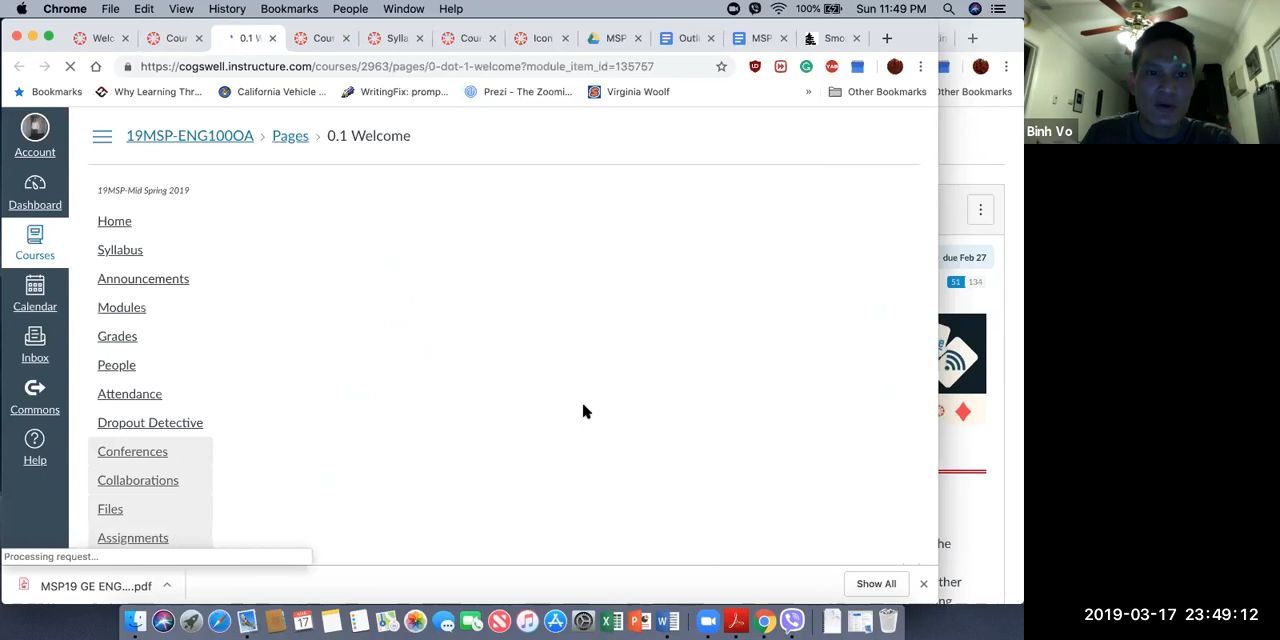 Chrome File Edit View History Bookmarks People Window Help 100% Sun 11:49 PM
Welc Cour 0.1 W Cour Sylla Cour Icon MSP Outli MSP Smo
https://cogswell.instructure.com/courses/2963/pages/0-dot-1-welcome?module_item_id=135757
Bookmarks Why Learning Thr... California Vehicle ... WritingFix: promp... Prezi - The Zoomi... Virginia Woolf » Other Bookmarks Other Bookmarks
Binh Vo
Account
Dashboard
Courses
Calendar
Inbox
Commons
Help
19MSP-ENG100OA > Pages > 0.1 Welcome
19MSP-Mid Spring 2019
Home
Syllabus
Announcements
Modules
Grades
People
Attendance
Dropout Detective
Conferences
Collaborations
Files
Assignments
due Feb 27
51 134
he
ther
ng
Processing request...
MSP19 GE ENG....pdf
Show All
2019-03-17 23:49:12